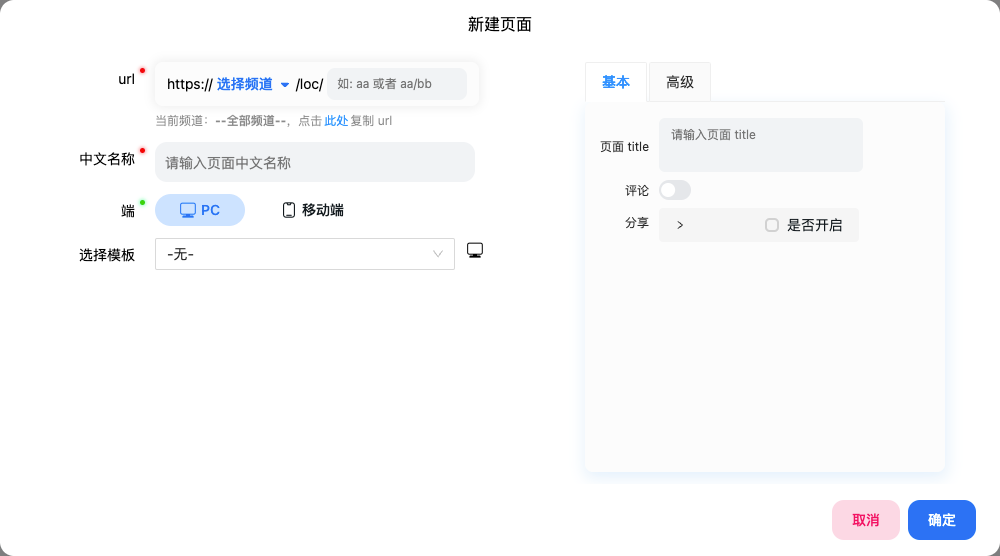 新建页面
url
https:// 选择频道 /loc/ 如: aa 或者 aa/bb
当前频道: --全部频道--，点击 此处 复制 url
中文名称
请输入页面中文名称
端
PC 移动端
选择模板
-无-
基本 高级
页面 title
请输入页面 title
评论
分享
> 是否开启
取消 确定